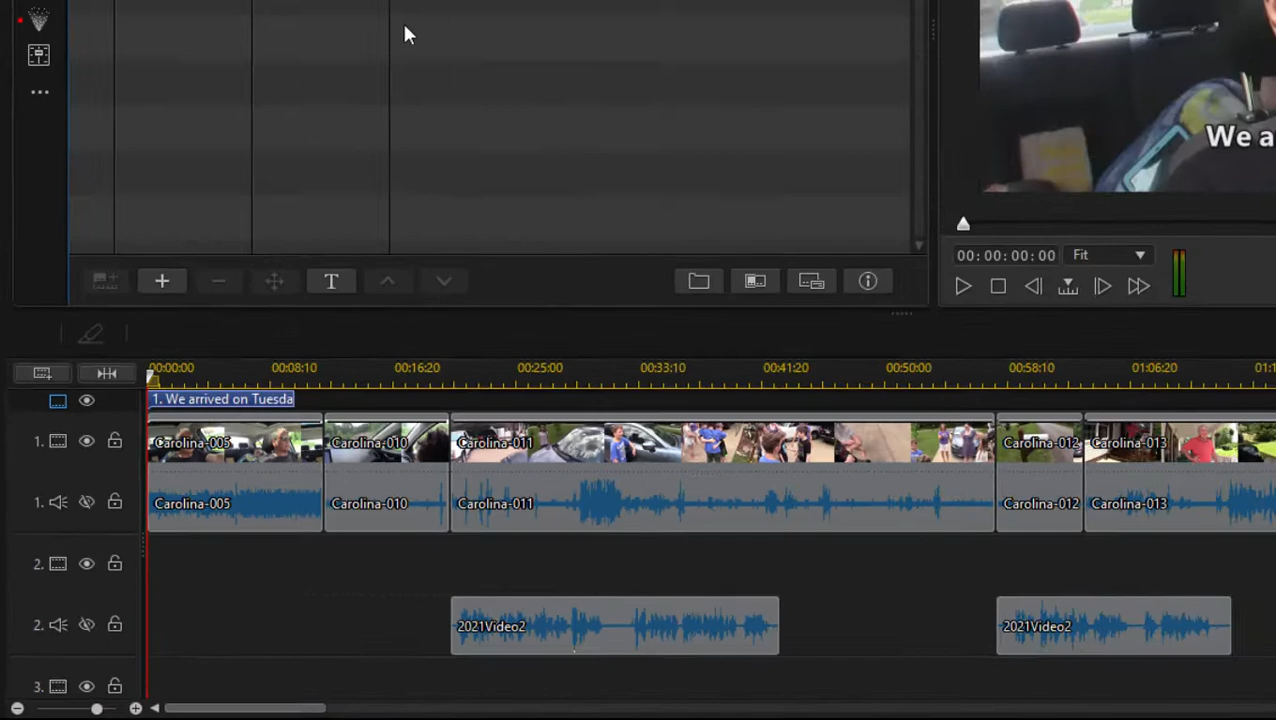 We a
00:00:00:00 Fit
00:00:00 00:08:10 00:16:20 00:25:00 00:33:10 00:41:20 00:50:00 00:58:10 01:06:20 01:1
1. We arrived on Tuesda
1. Carolina-005 Carolina-010 Carolina-011 Carolina-012 Carolina-013
1. Carolina-005 Carolina-010 Carolina-011 Carolina-012 Carolina-013
2.
2. 2021Video2 2021Video2
3.